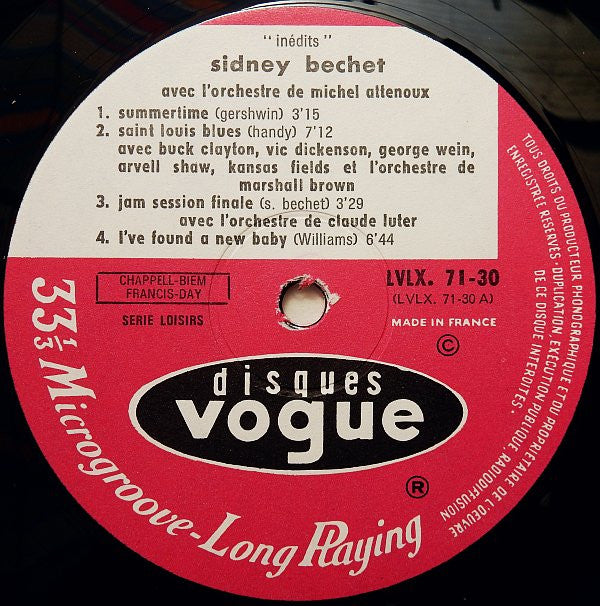 " inédits "
sidney bechet
avec l'orchestre de michel attenoux
1. summertime (gershwin) 3'15
2. saint louis blues (handy) 7'12
avec buck clayton, vic dickenson, george wein,
arvell shaw, kansas fields et l'orchestre de
marshall brown
3. jam session finale (s. bechet) 3'29
avec l'orchestre de claude luter
4. I've found a new baby (Williams) 6'44
CHAPPELL-BIEM
FRANCIS-DAY
SERIE LOISIRS
LVLX. 71-30
(LVLX. 71-30 A)
MADE IN FRANCE
©
disques
vogue
®
33 1/3 Microgroove-Long Playing
TOUS DROITS DU PRODUCTEUR PHONOGRAPHIQUE ET DU PROPRIETAIRE DE L'OEUVRE
ENREGISTREE RESERVES. DUPLICATION, EXECUTION PUBLIQUE RADIODIFFUSION
DE CE DISQUE INTERDITES.